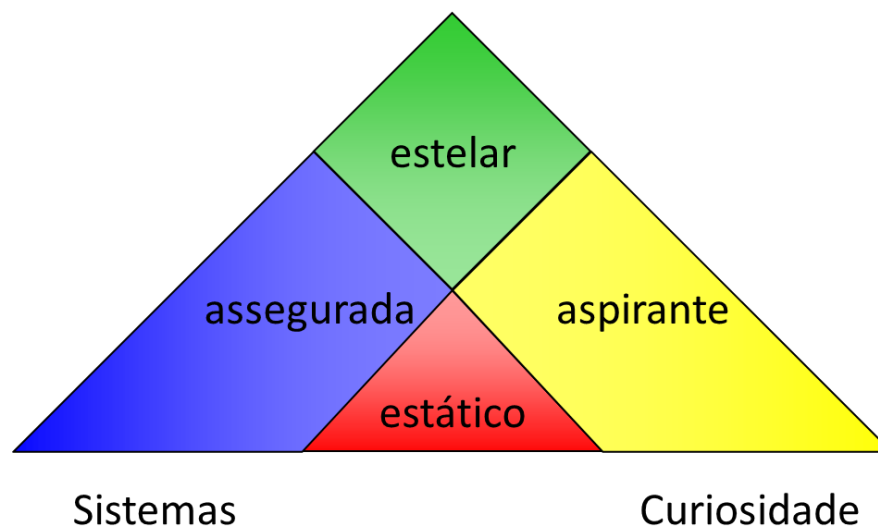 estelar
assegurada
aspirante
estático
Sistemas
Curiosidade